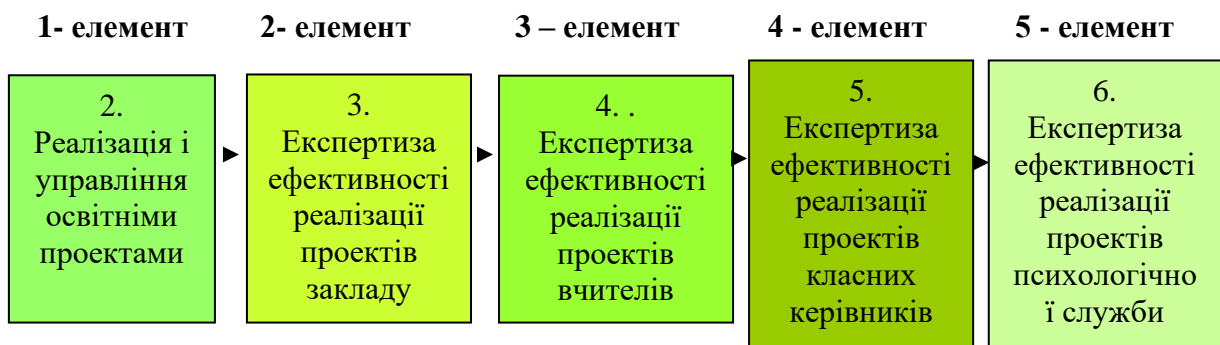 1- елемент
2- елемент
3 – елемент
4 - елемент
5 - елемент
2.
Реалізація і
управління
освітніми
проектами
3.
Експертиза
ефективності
реалізації
проектів
закладу
4. .
Експертиза
ефективності
реалізації
проектів
вчителів
5.
Експертиза
ефективності
реалізації
проектів
класних
керівників
6.
Експертиза
ефективності
реалізації
проектів
психологічно
ї служби